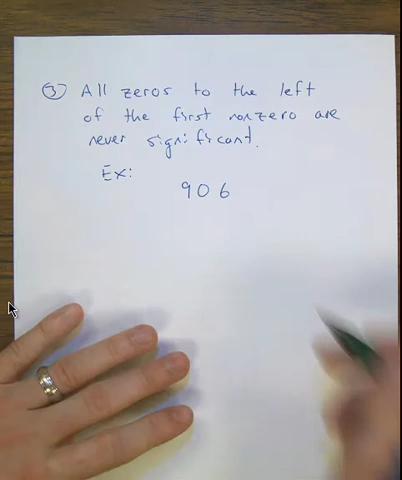 ③ All zeros to the left
of the first nonzero are
never significant.
Ex:
906